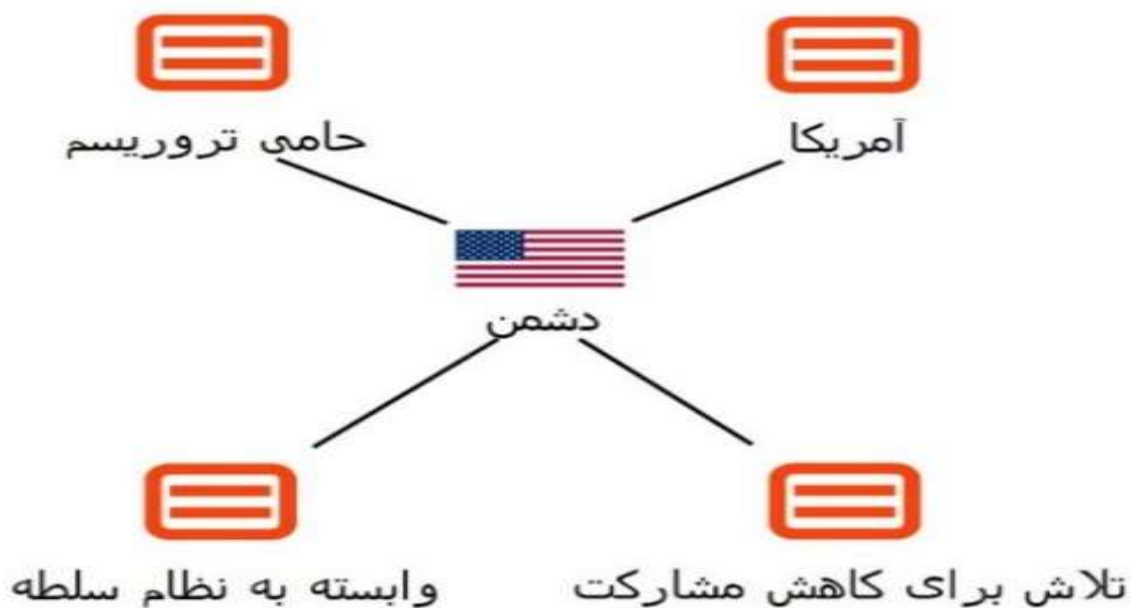 آمریکا
حامی تروریسم
دشمن
تلاش برای کاهش مشارکت
وابسته به نظام سلطه